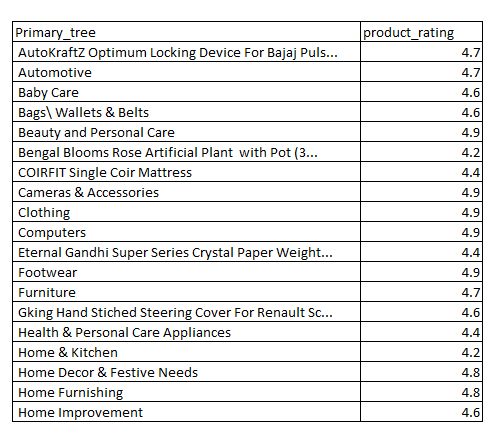 Primary_tree product_rating
AutoKraftZ Optimum Locking Device For Bajaj Puls... 4.7
Automotive 4.7
Baby Care 4.6
Bags\ Wallets & Belts 4.6
Beauty and Personal Care 4.9
Bengal Blooms Rose Artificial Plant  with Pot (3... 4.2
COIRFIT Single Coir Mattress 4.4
Cameras & Accessories 4.9
Clothing 4.9
Computers 4.9
Eternal Gandhi Super Series Crystal Paper Weight... 4.4
Footwear 4.9
Furniture 4.7
Gking Hand Stiched Steering Cover For Renault Sc... 4.6
Health & Personal Care Appliances 4.4
Home & Kitchen 4.2
Home Decor & Festive Needs 4.8
Home Furnishing 4.8
Home Improvement 4.6